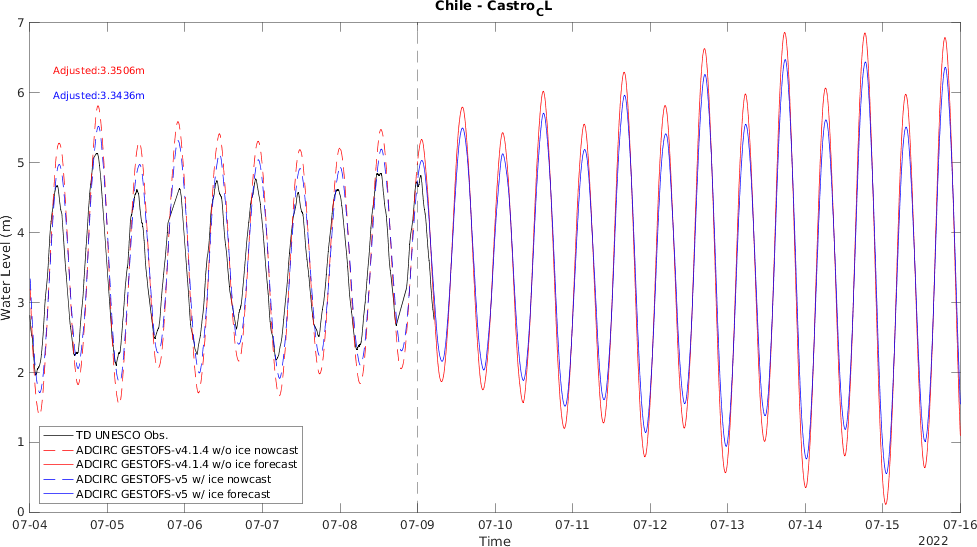 Chile - Castro_CL
7
6
5
4
3
2
1
0
Water Level (m)
Adjusted:3.3506m
Adjusted:3.3436m
TD UNESCO Obs.
ADCIRC GESTOFS-v4.1.4 w/o ice nowcast
ADCIRC GESTOFS-v4.1.4 w/o ice forecast
ADCIRC GESTOFS-v5 w/ ice nowcast
ADCIRC GESTOFS-v5 w/ ice forecast
07-04 07-05 07-06 07-07 07-08 07-09 07-10 07-11 07-12 07-13 07-14 07-15 07-16
Time
2022